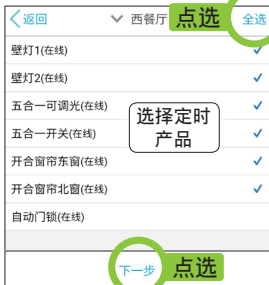 返回 西餐厅 点选 全选
壁灯1(在线)
壁灯2(在线)
五合一可调光(在线)
五合一开关(在线)
选择定时
产品
开合窗帘东窗(在线)
开合窗帘北窗(在线)
自动门锁(在线)
下一步 点选